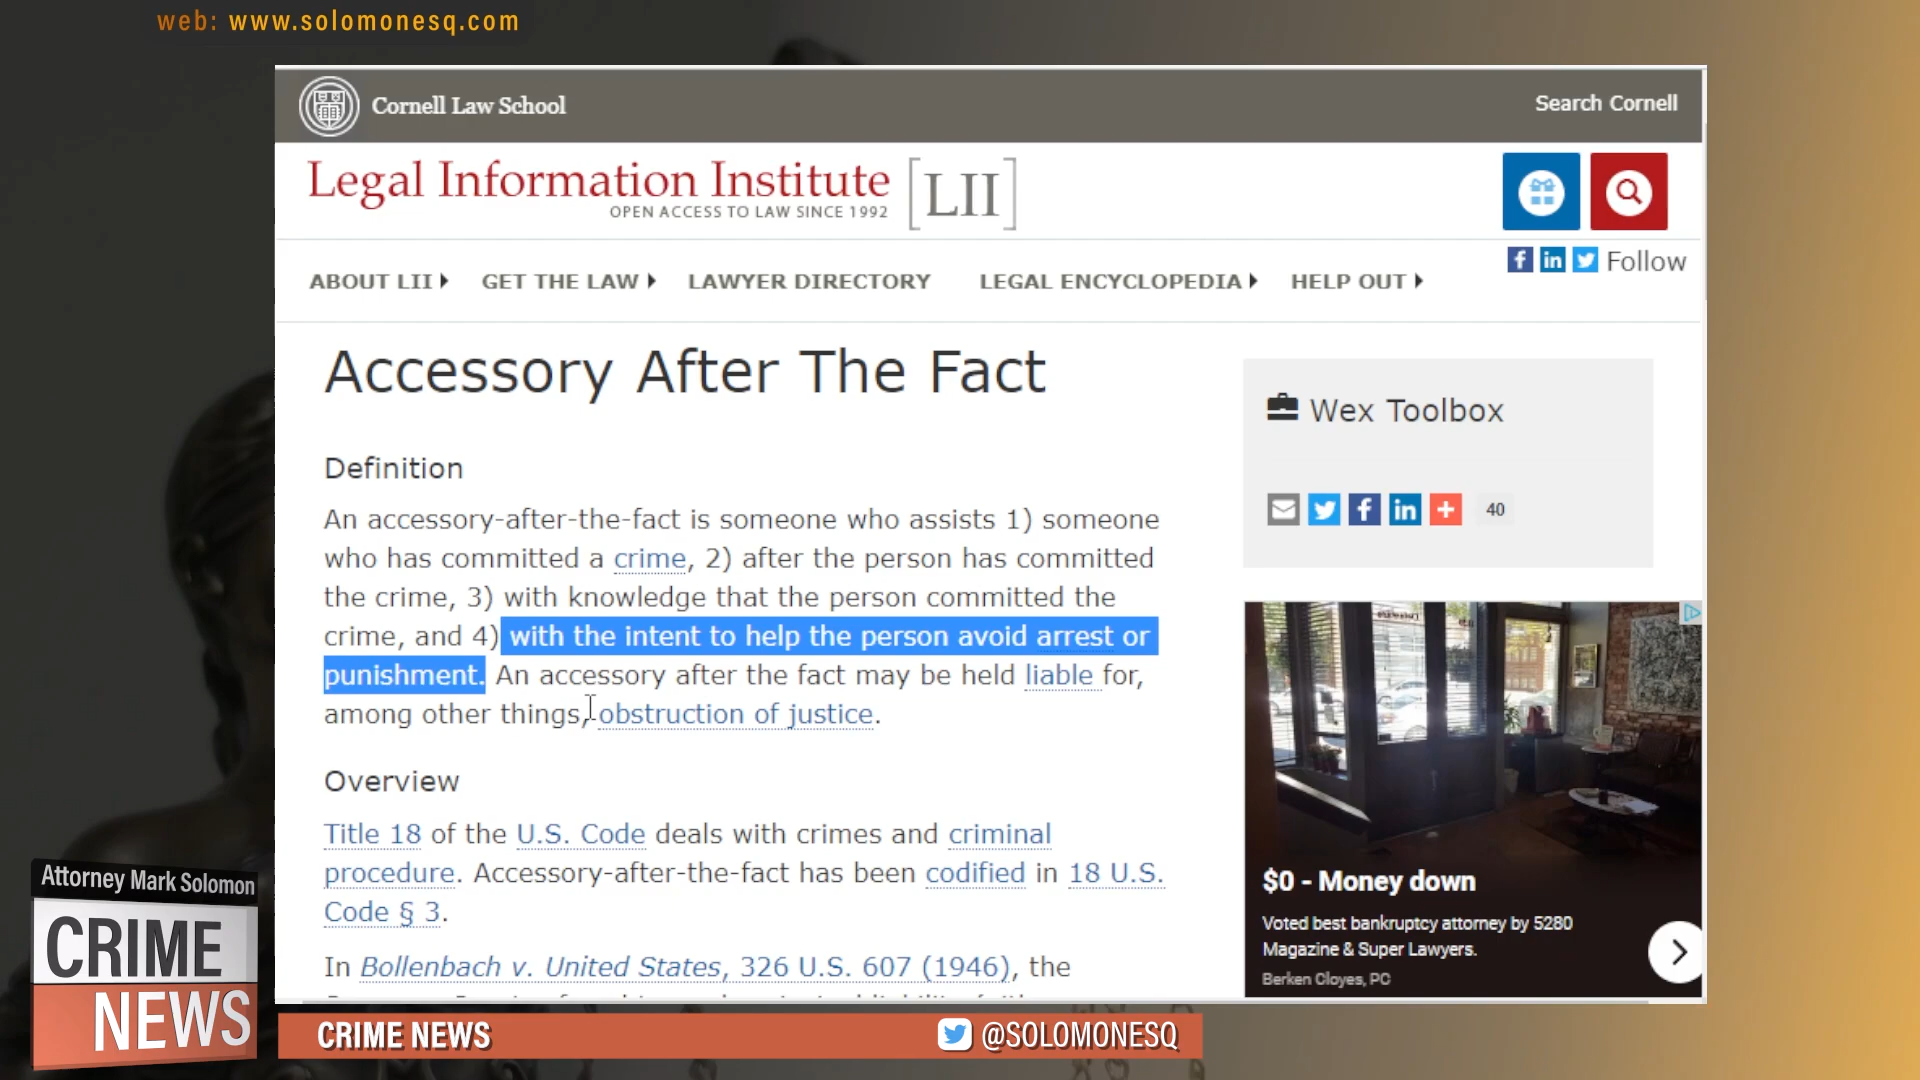 web: www.solomonesq.com
Cornell Law School
Search Cornell
Legal Information Institute [LII]
OPEN ACCESS TO LAW SINCE 1992
f in Follow
ABOUT LII GET THE LAW LAWYER DIRECTORY LEGAL ENCYCLOPEDIA HELP OUT
Accessory After The Fact
Definition
An accessory-after-the-fact is someone who assists 1) someone
who has committed a crime, 2) after the person has committed
the crime, 3) with knowledge that the person committed the
crime, and 4) with the intent to help the person avoid arrest or
punishment. An accessory after the fact may be held liable for,
among other things, obstruction of justice.
Overview
Title 18 of the U.S. Code deals with crimes and criminal
procedure. Accessory-after-the-fact has been codified in 18 U.S.
Code § 3.
In Bollenbach v. United States, 326 U.S. 607 (1946), the
Wex Toolbox
f in + 40
$0 - Money down
Voted best bankruptcy attorney by 5280
Magazine & Super Lawyers.
Berken Cloyes, PC
Attorney Mark Solomon
CRIME
NEWS
CRIME NEWS
@SOLOMONESQ